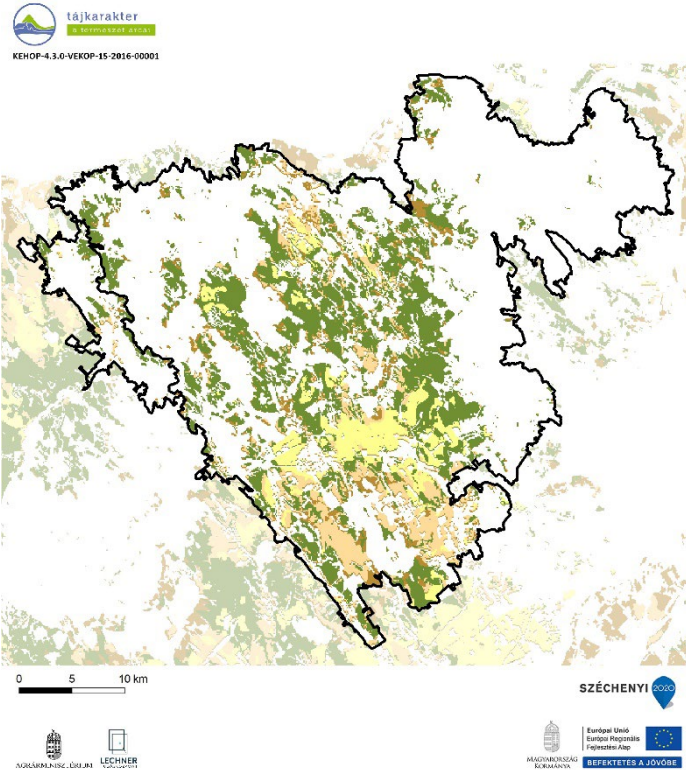 tájkarakter
a természet arcai
KEHOP-4.3.0-VEKOP-15-2016-00001
0 5 10 km
SZÉCHENYI 2020
AGRÁRMINISZTÉRIUM
LECHNER
MAGYARORSZÁG
KORMÁNYA
Európai Unió
Európai Regionális
Fejlesztési Alap
BEFEKTETÉS A JÖVŐBE